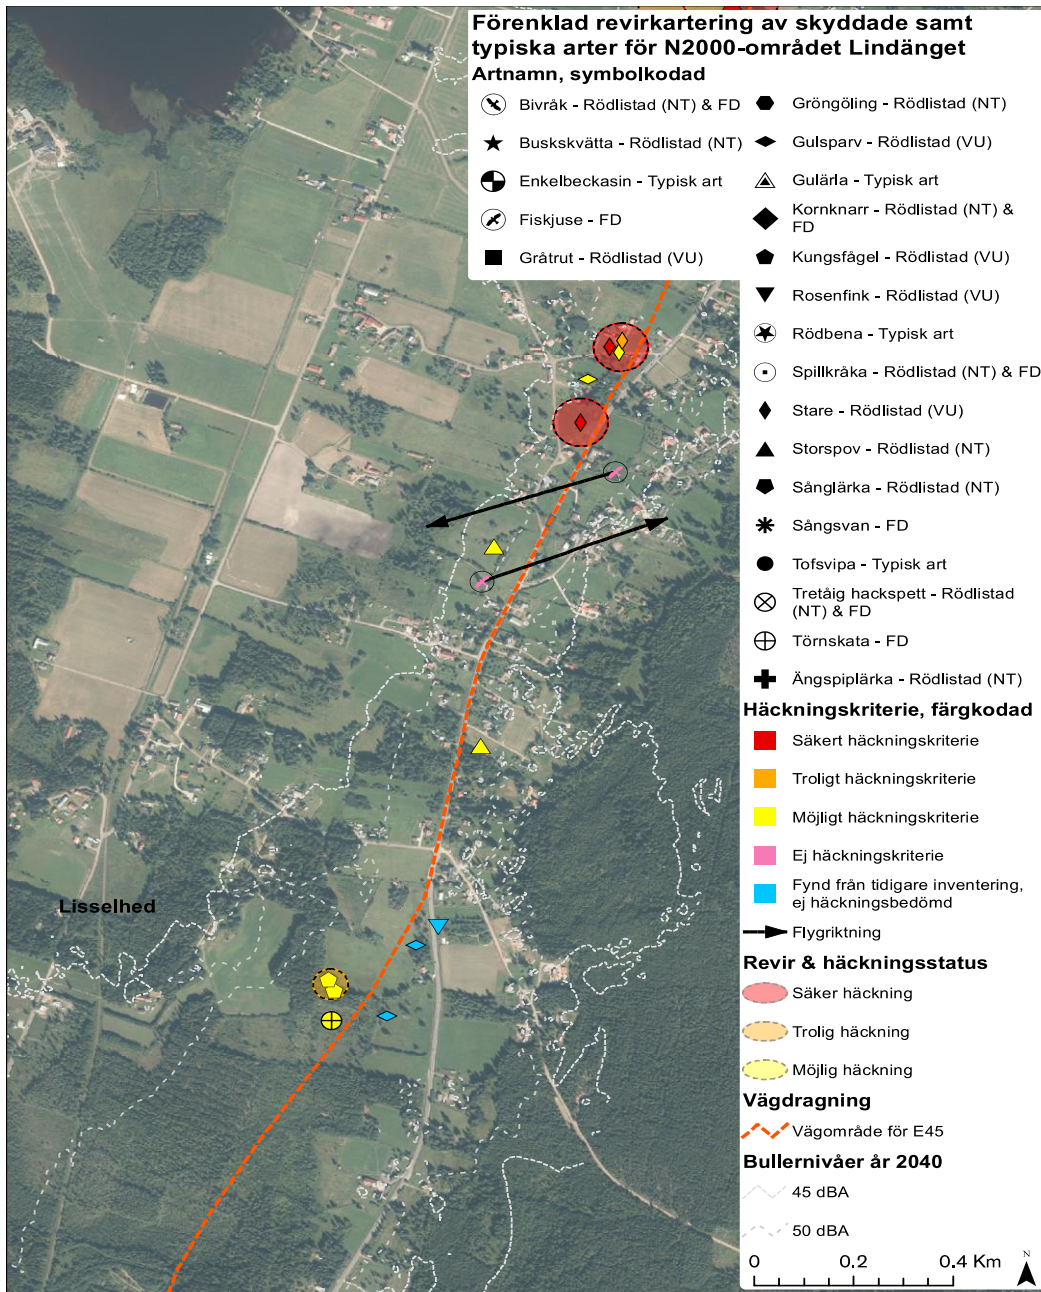 Förenklad revirkartering av skyddade samt
typiska arter för N2000-området Lindänget
Artnamn, symbolkodad
Bivråk - Rödlistad (NT) & FD
Buskskvätta - Rödlistad (NT)
Enkelbeckasin - Typisk art
Fiskjuse - FD
Gråtrut - Rödlistad (VU)
Gröngöling - Rödlistad (NT)
Gulsparv - Rödlistad (VU)
Gulärla - Typisk art
Kornknarr - Rödlistad (NT) &
FD
Kungsfågel - Rödlistad (VU)
Rosenfink - Rödlistad (VU)
Rödbena - Typisk art
Spillkråka - Rödlistad (NT) & FD
Stare - Rödlistad (VU)
Storspov - Rödlistad (NT)
Sånglärka - Rödlistad (NT)
Sångsvan - FD
Tofsvipa - Typisk art
Tretåig hackspett - Rödlistad
(NT) & FD
Törnskata - FD
Ängspiplärka - Rödlistad (NT)
Häckningskriterie, färgkodad
Säkert häckningskriterie
Troligt häckningskriterie
Möjligt häckningskriterie
Ej häckningskriterie
Fynd från tidigare inventering,
ej häckningsbedömd
Flygriktning
Revir & häckningsstatus
Säker häckning
Trolig häckning
Möjlig häckning
Vägdragning
Vägområde för E45
Bullernivåer år 2040
45 dBA
50 dBA
0 0.2 0.4 Km
N
Lisselhed